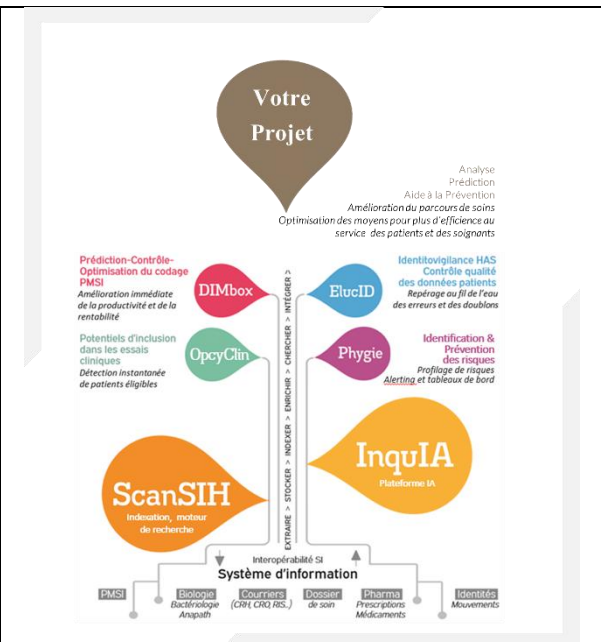 Votre
Projet
Analyse
Prédiction
Aide à la Prévention
Amélioration du parcours de soins
Optimisation des moyens pour plus d'efficience au
service des patients et des soignants
Prédiction-Contrôle-
Optimisation du codage
PMSI
Amélioration immédiate
de la productivité et de la
rentabilité
DIMbox
ElucID
Identitovigilance HAS
Contrôle qualité
des données patients
Repérage au fil de l'eau
des erreurs et des doublons
Potentiels d'inclusion
dans les essais
cliniques
Détection instantanée
de patients éligibles
OpcyClin
Phygie
Identification &
Prévention
des risques
Profilage de risques
Alerting et tableaux de bord
EXTRAIRE > STOCKER > INDEXER > ENRICHIR > CHERCHER > INTÉGRER >
ScanSIH
Indexation, moteur
de recherche
InquIA
Plateforme IA
Interopérabilité SI
Système d'information
PMSI
Biologie
Bactériologie
Anapath
Courriers
(CRH, CRO, RIS..)
Dossier
de soin
Pharma
Prescriptions
Médicaments
Identités
Mouvements